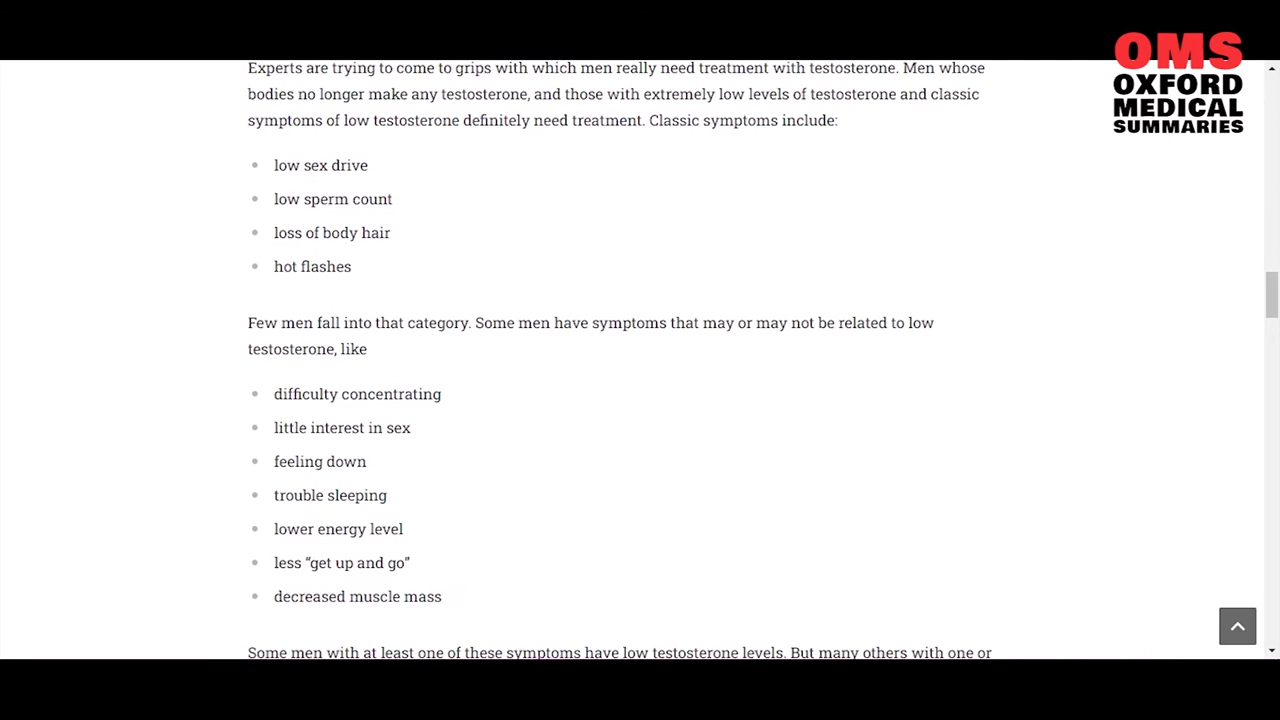 OMS
OXFORD
MEDICAL
SUMMARIES
Experts are trying to come to grips with which men really need treatment with testosterone. Men whose
bodies no longer make any testosterone, and those with extremely low levels of testosterone and classic
symptoms of low testosterone definitely need treatment. Classic symptoms include:
• low sex drive
• low sperm count
• loss of body hair
• hot flashes
Few men fall into that category. Some men have symptoms that may or may not be related to low
testosterone, like
• difficulty concentrating
• little interest in sex
• feeling down
• trouble sleeping
• lower energy level
• less “get up and go”
• decreased muscle mass
Some men with at least one of these symptoms have low testosterone levels. But many others with one or